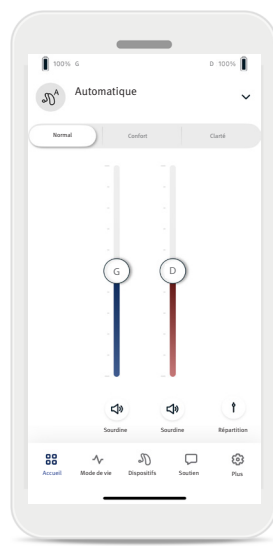 100% G D 100%
A
Automatique
Normal Confort Clarté
G D
Sourdine Sourdine Répartition
Accueil Mode de vie Dispositifs Soutien Plus